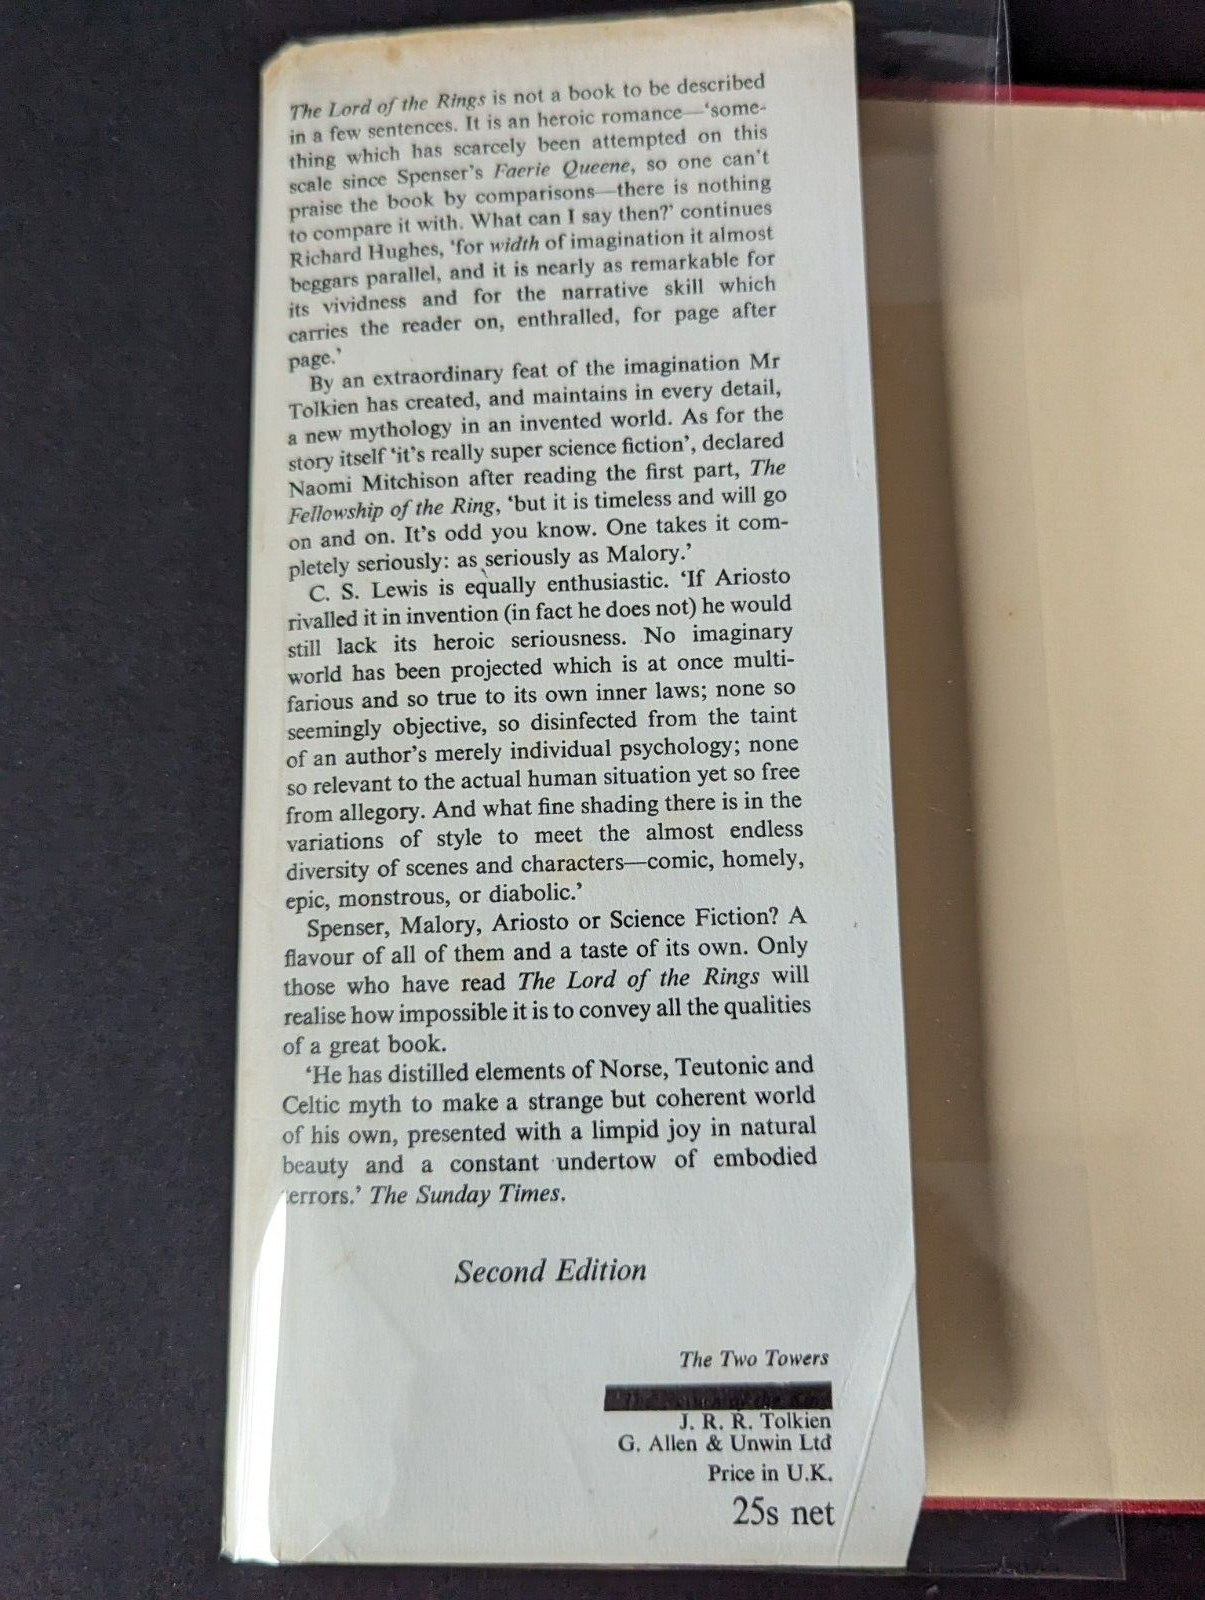 The Lord of the Rings is not a book to be described
in a few sentences. It is an heroic romance—‘some-
thing which has scarcely been attempted on this
scale since Spenser's Faerie Queene, so one can't
praise the book by comparisons—there is nothing
to compare it with. What can I say then?’ continues
Richard Hughes, ‘for width of imagination it almost
beggars parallel, and it is nearly as remarkable for
its vividness and for the narrative skill which
carries the reader on, enthralled, for page after
page.’
By an extraordinary feat of the imagination Mr
Tolkien has created, and maintains in every detail,
a new mythology in an invented world. As for the
story itself ‘it's really super science fiction’, declared
Naomi Mitchison after reading the first part, The
Fellowship of the Ring, ‘but it is timeless and will go
on and on. It's odd you know. One takes it com-
pletely seriously: as seriously as Malory.’
C. S. Lewis is equally enthusiastic. ‘If Ariosto
rivalled it in invention (in fact he does not) he would
still lack its heroic seriousness. No imaginary
world has been projected which is at once multi-
farious and so true to its own inner laws; none so
seemingly objective, so disinfected from the taint
of an author's merely individual psychology; none
so relevant to the actual human situation yet so free
from allegory. And what fine shading there is in the
variations of style to meet the almost endless
diversity of scenes and characters—comic, homely,
epic, monstrous, or diabolic.’
Spenser, Malory, Ariosto or Science Fiction? A
flavour of all of them and a taste of its own. Only
those who have read The Lord of the Rings will
realise how impossible it is to convey all the qualities
of a great book.
‘He has distilled elements of Norse, Teutonic and
Celtic myth to make a strange but coherent world
of his own, presented with a limpid joy in natural
beauty and a constant undertow of embodied
terrors.’ The Sunday Times.
Second Edition
The Two Towers
J. R. R. Tolkien
G. Allen & Unwin Ltd
Price in U.K.
25s net